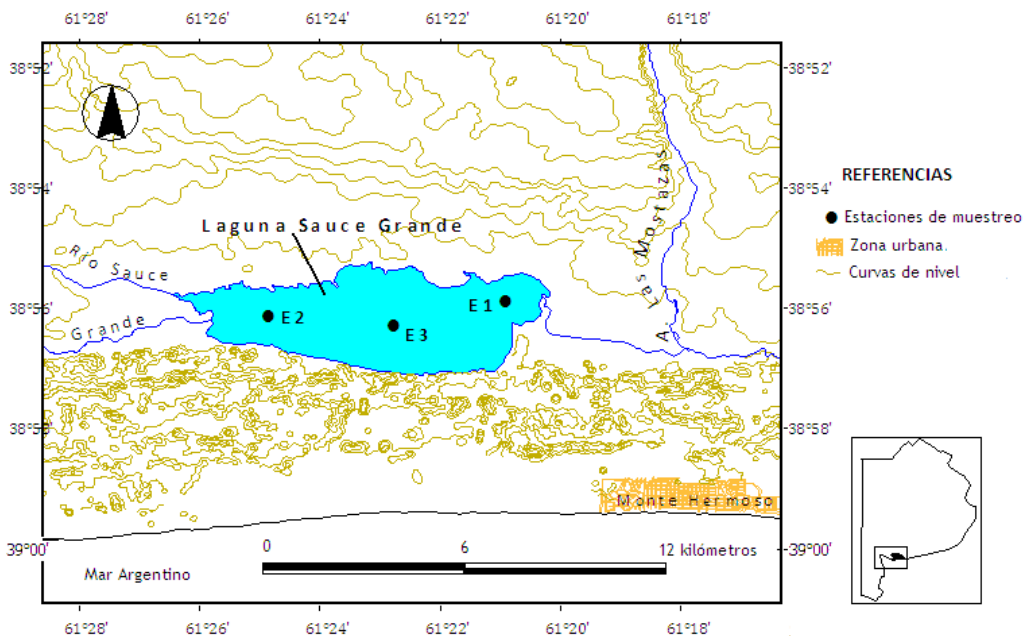 61°28' 61°26' 61°24' 61°22' 61°20' 61°18'
38°52' 38°52'
38°54' 38°54'
REFERENCIAS
Estaciones de muestreo
Zona urbana.
Curvas de nivel
Laguna Sauce Grande
Río Sauce
Grande
A Las Mostazas
38°56' 38°56'
E1
E2
E3
38°58' 38°58'
Monte Hermoso
39°00' 39°00'
0 6 12 kilómetros
Mar Argentino
61°28' 61°26' 61°24' 61°22' 61°20' 61°18'